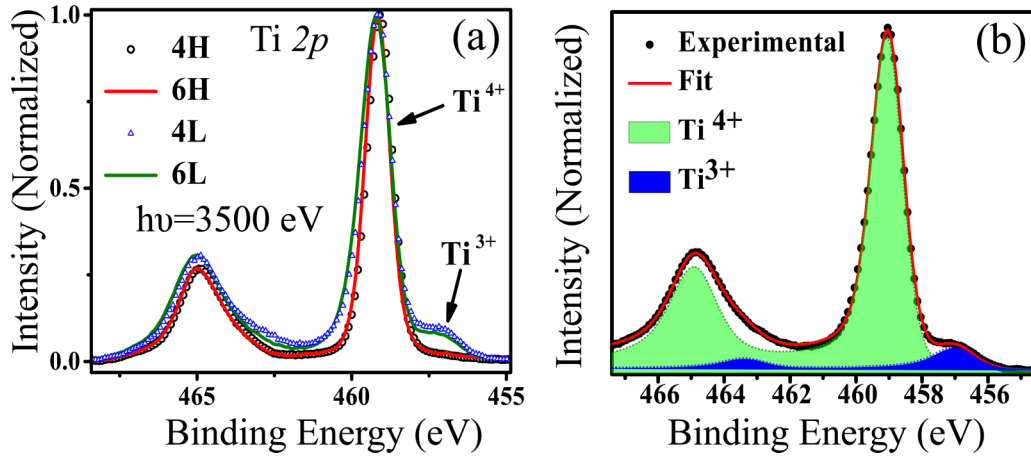 (a)
Ti 2p
4H
6H
4L
6L
Ti 4+
hυ=3500 eV
Ti 3+
1.0
0.5
0.0
465
460
455
Binding Energy (eV)
Intensity (Normalized)
(b)
Experimental
Fit
Ti 4+
Ti3+
466
464
462
460
458
456
Binding Energy (eV)
Intensity (Normalized)